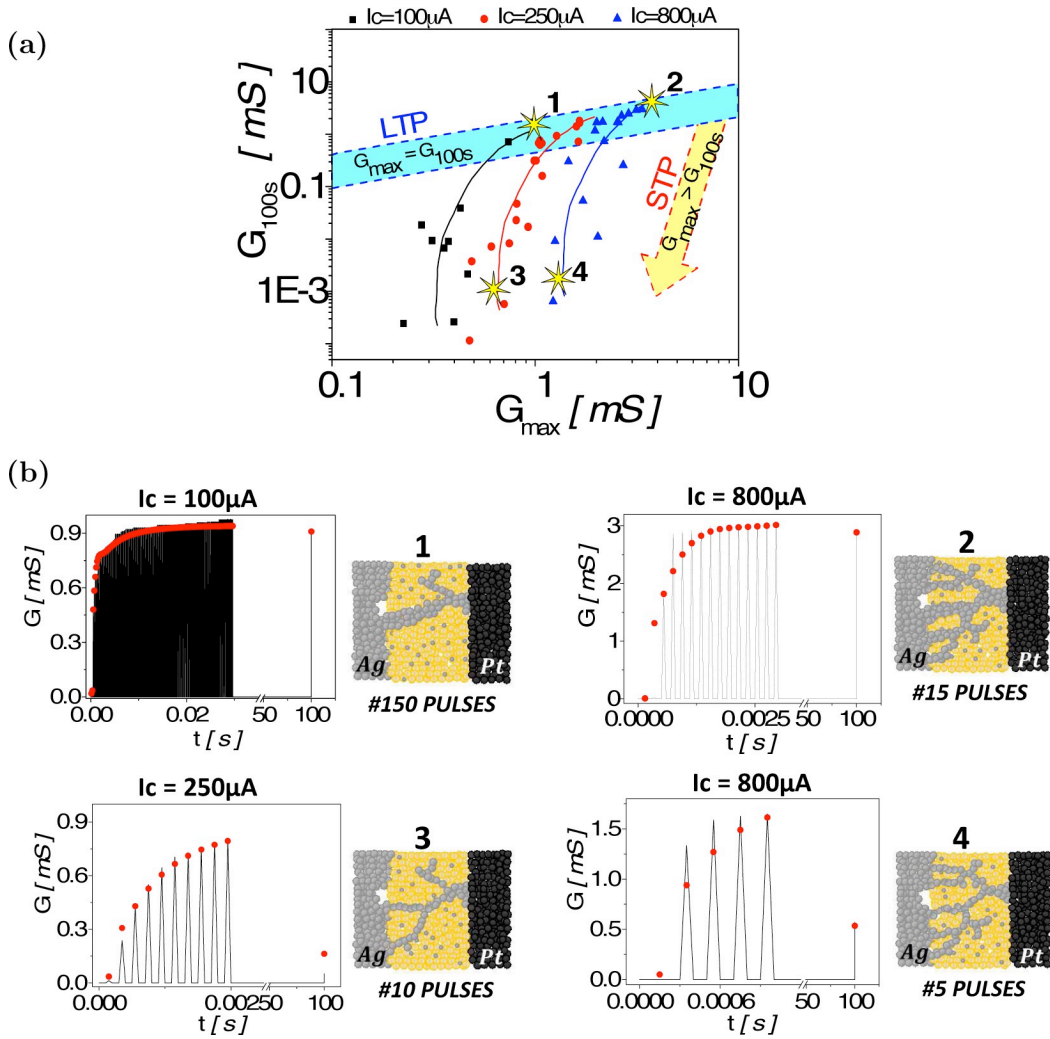 Ic=100μA Ic=250μA Ic=800μA
(a)
G100s [mS]
10
0.1
1E-3
LTP
Gmax=G100s
STP
Gmax > G100s
1
2
3
4
0.1 1 10
Gmax [mS]
(b)
Ic = 100μA
G [mS]
0.9
0.6
0.3
0.0
0.00 0.02 50 100
t [s]
1
Ag Pt
#150 PULSES
Ic = 800μA
G [mS]
3
2
1
0
0.00000 0.00250 50 100
t [s]
2
Ag Pt
#15 PULSES
Ic = 250μA
G [mS]
0.9
0.6
0.3
0.0
0.000 0.002 50 100
t [s]
3
Ag Pt
#10 PULSES
Ic = 800μA
G [mS]
1.5
1.0
0.5
0.0
0.0000 0.0006 50 100
t [s]
4
Ag Pt
#5 PULSES